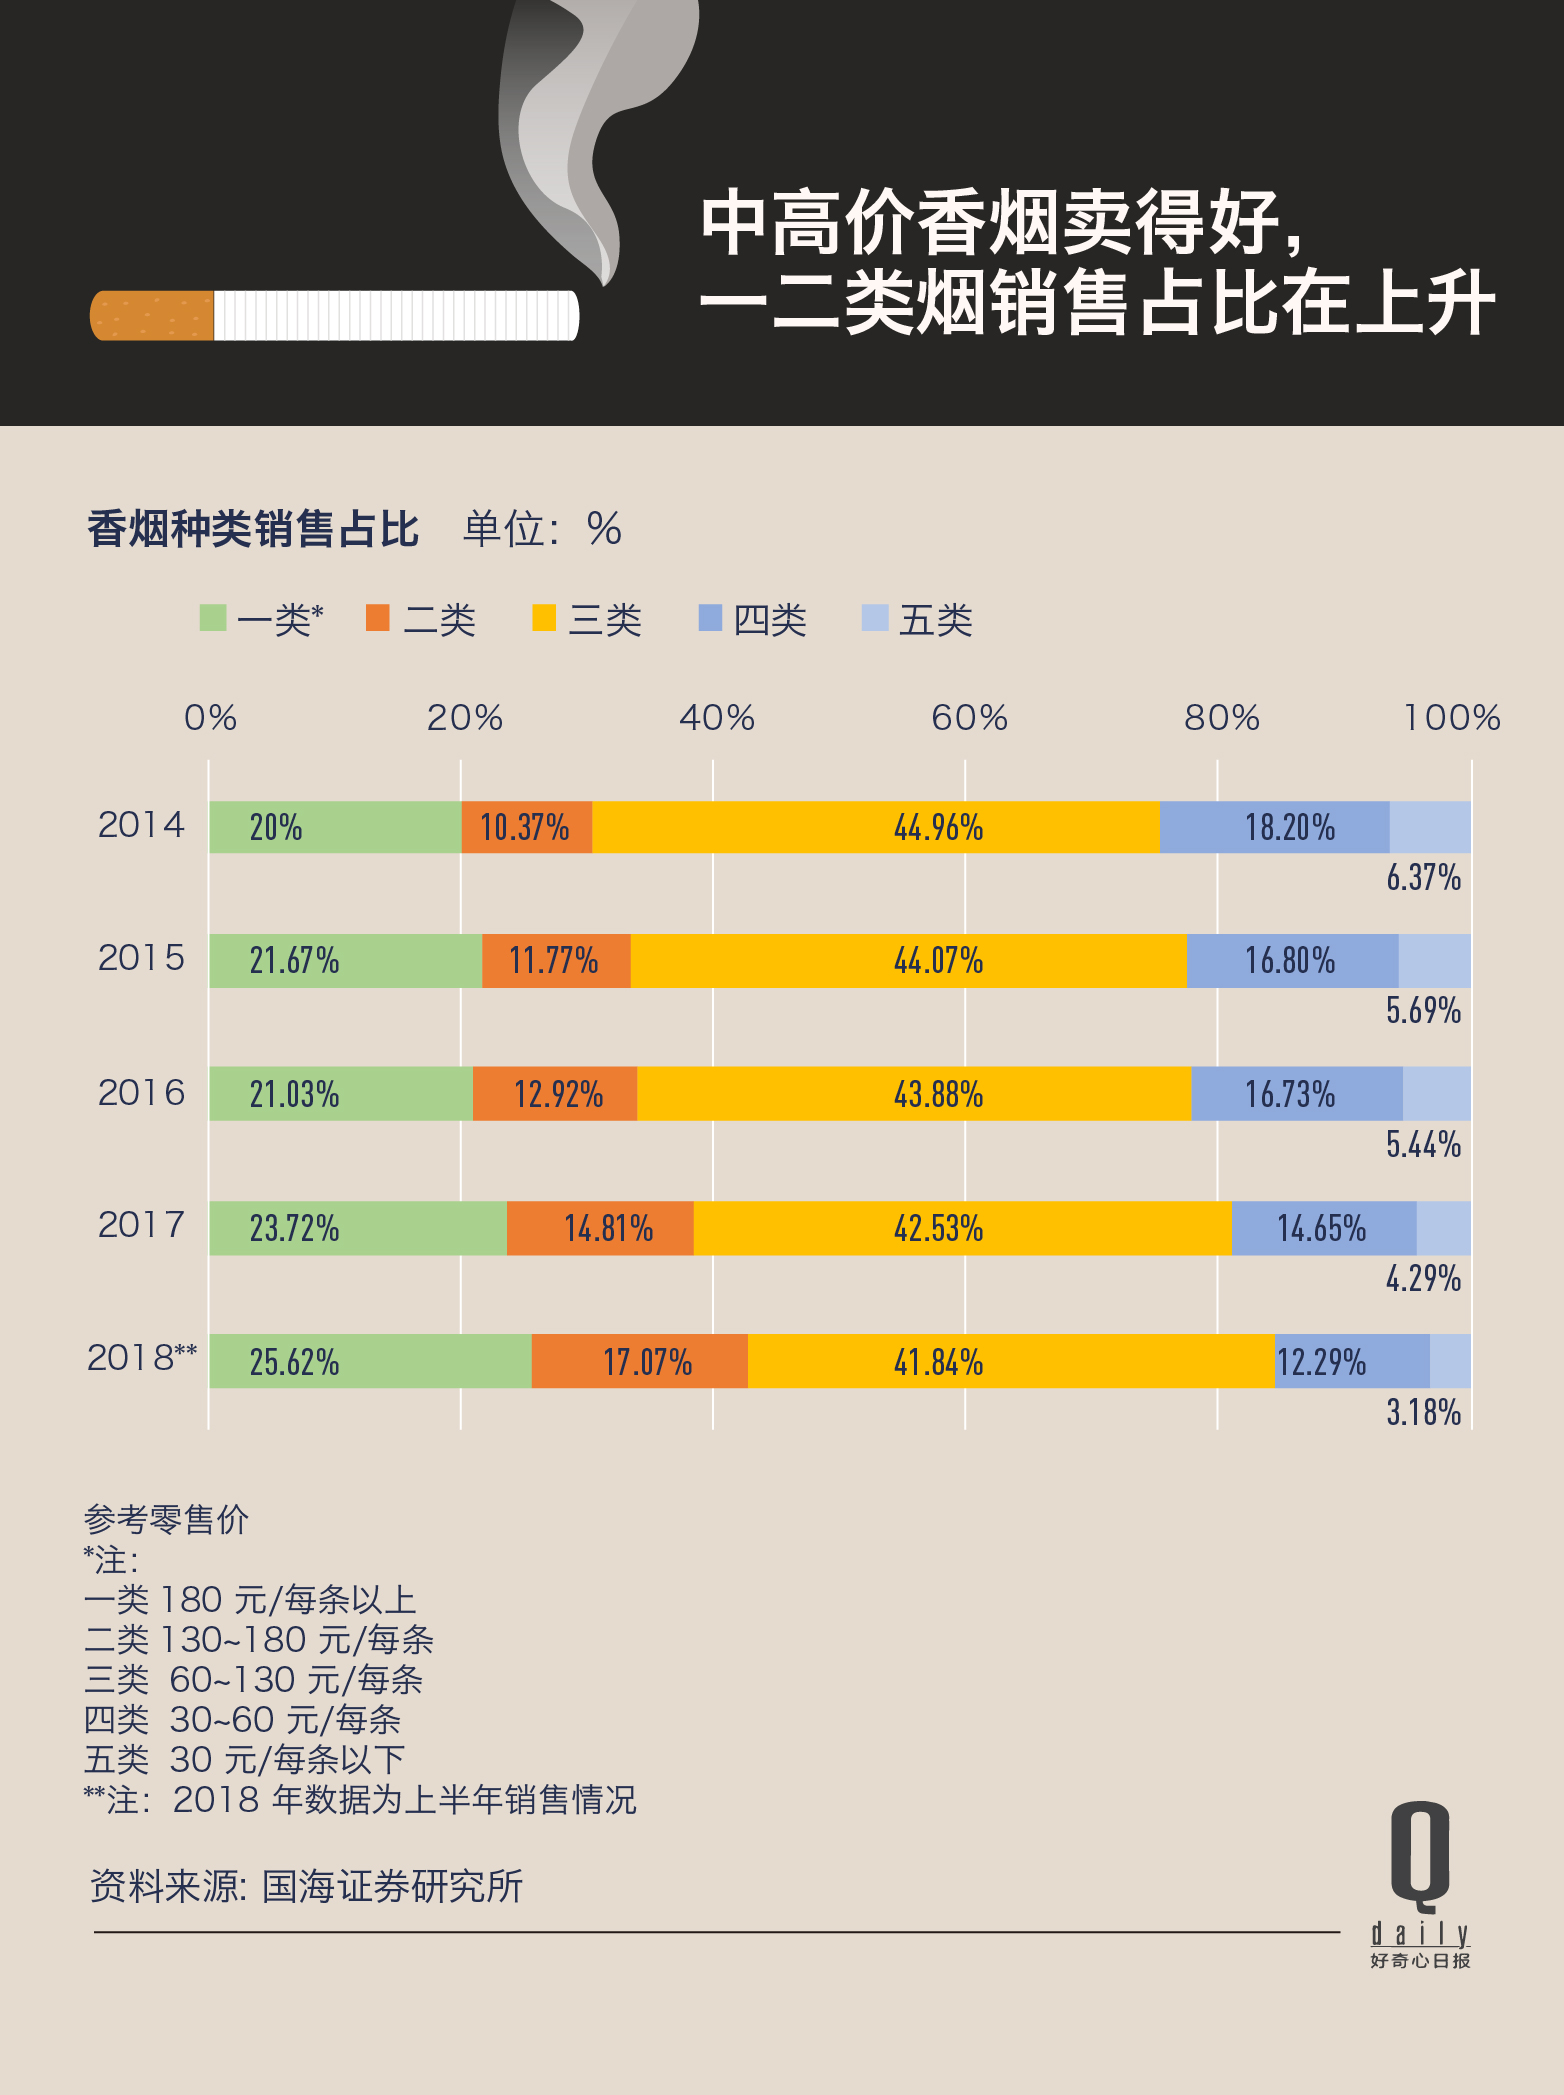 中高价香烟卖得好,
一二类烟销售占比在上升
香烟种类销售占比 单位：%
一类* 二类 三类 四类 五类
0% 20% 40% 60% 80% 100%
2014 20% 10.37% 44.96% 18.20%
6.37%
2015 21.67% 11.77% 44.07% 16.80%
5.69%
2016 21.03% 12.92% 43.88% 16.73%
5.44%
2017 23.72% 14.81% 42.53% 14.65%
4.29%
2018** 25.62% 17.07% 41.84% 12.29%
3.18%
参考零售价
*注：
一类 180 元/每条以上
二类 130~180 元/每条
三类 60~130 元/每条
四类 30~60 元/每条
五类 30 元/每条以下
**注：2018 年数据为上半年销售情况
资料来源: 国海证券研究所
Q
daily
好奇心日报